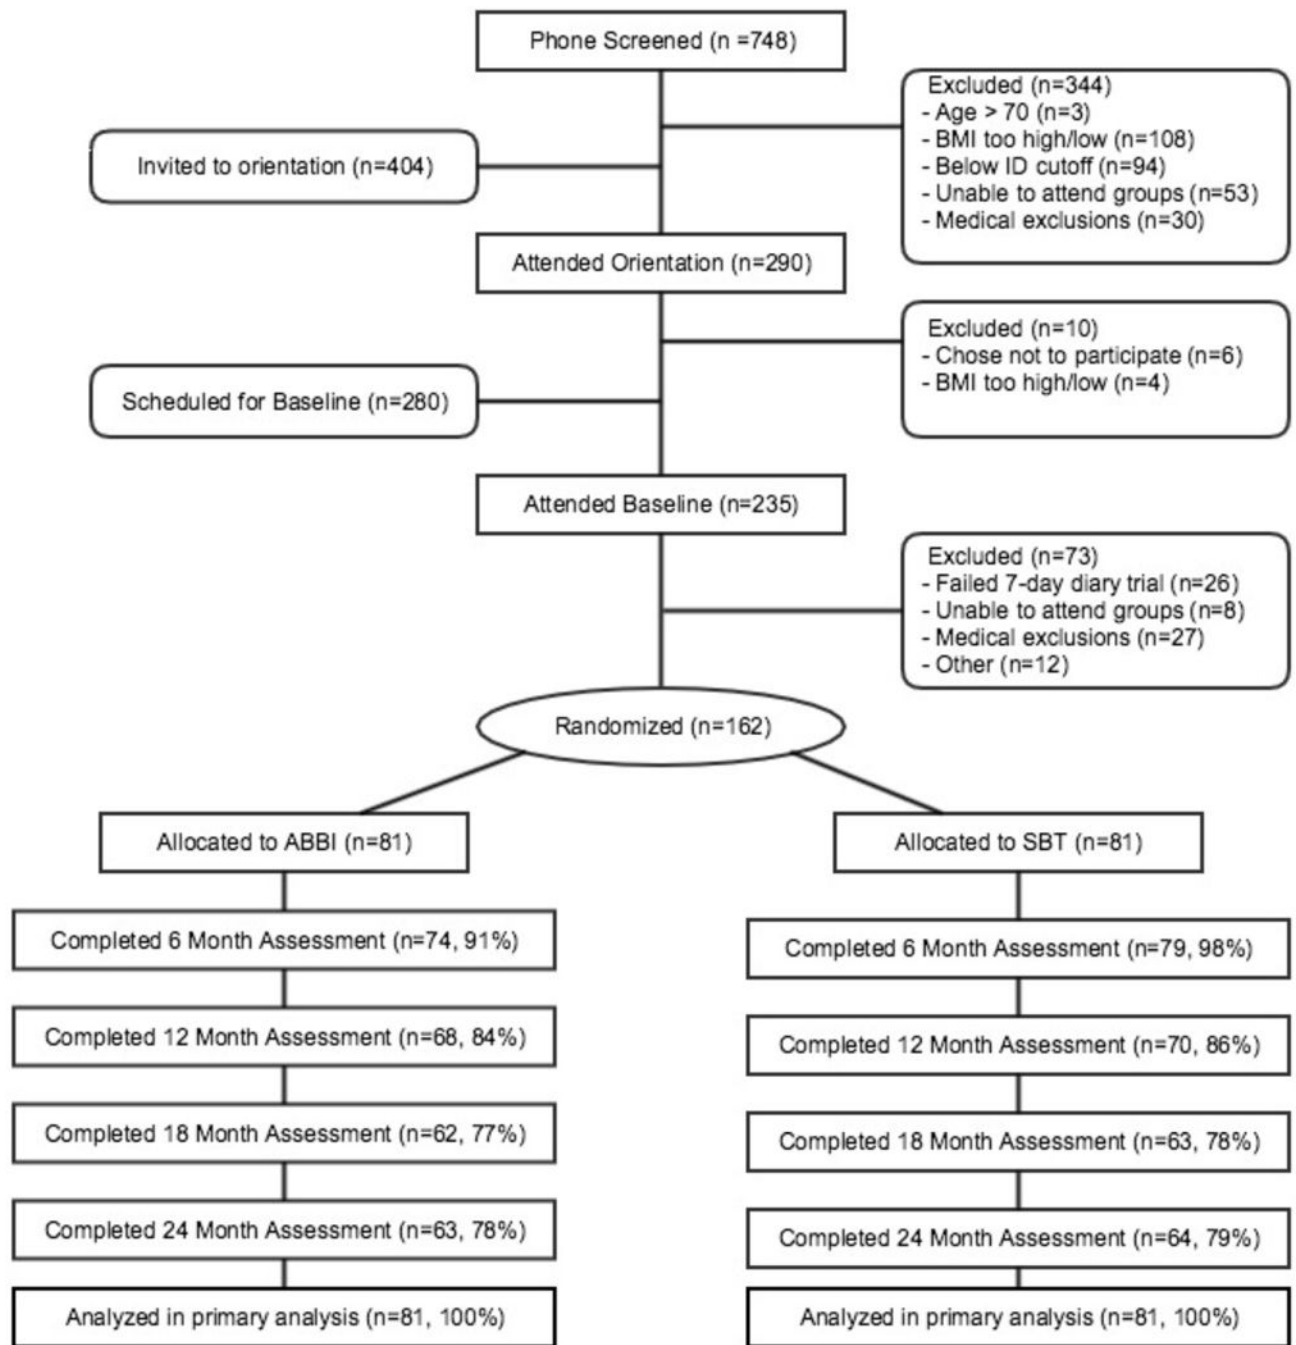 Phone Screened (n =748)
Excluded (n=344)
- Age > 70 (n=3)
- BMI too high/low (n=108)
- Below ID cutoff (n=94)
- Unable to attend groups (n=53)
- Medical exclusions (n=30)
Invited to orientation (n=404)
Attended Orientation (n=290)
Excluded (n=10)
- Chose not to participate (n=6)
- BMI too high/low (n=4)
Scheduled for Baseline (n=280)
Attended Baseline (n=235)
Excluded (n=73)
- Failed 7-day diary trial (n=26)
- Unable to attend groups (n=8)
- Medical exclusions (n=27)
- Other (n=12)
Randomized (n=162)
Allocated to ABBI (n=81)
Completed 6 Month Assessment (n=74, 91%)
Completed 12 Month Assessment (n=68, 84%)
Completed 18 Month Assessment (n=62, 77%)
Completed 24 Month Assessment (n=63, 78%)
Analyzed in primary analysis (n=81, 100%)
Allocated to SBT (n=81)
Completed 6 Month Assessment (n=79, 98%)
Completed 12 Month Assessment (n=70, 86%)
Completed 18 Month Assessment (n=63, 78%)
Completed 24 Month Assessment (n=64, 79%)
Analyzed in primary analysis (n=81, 100%)